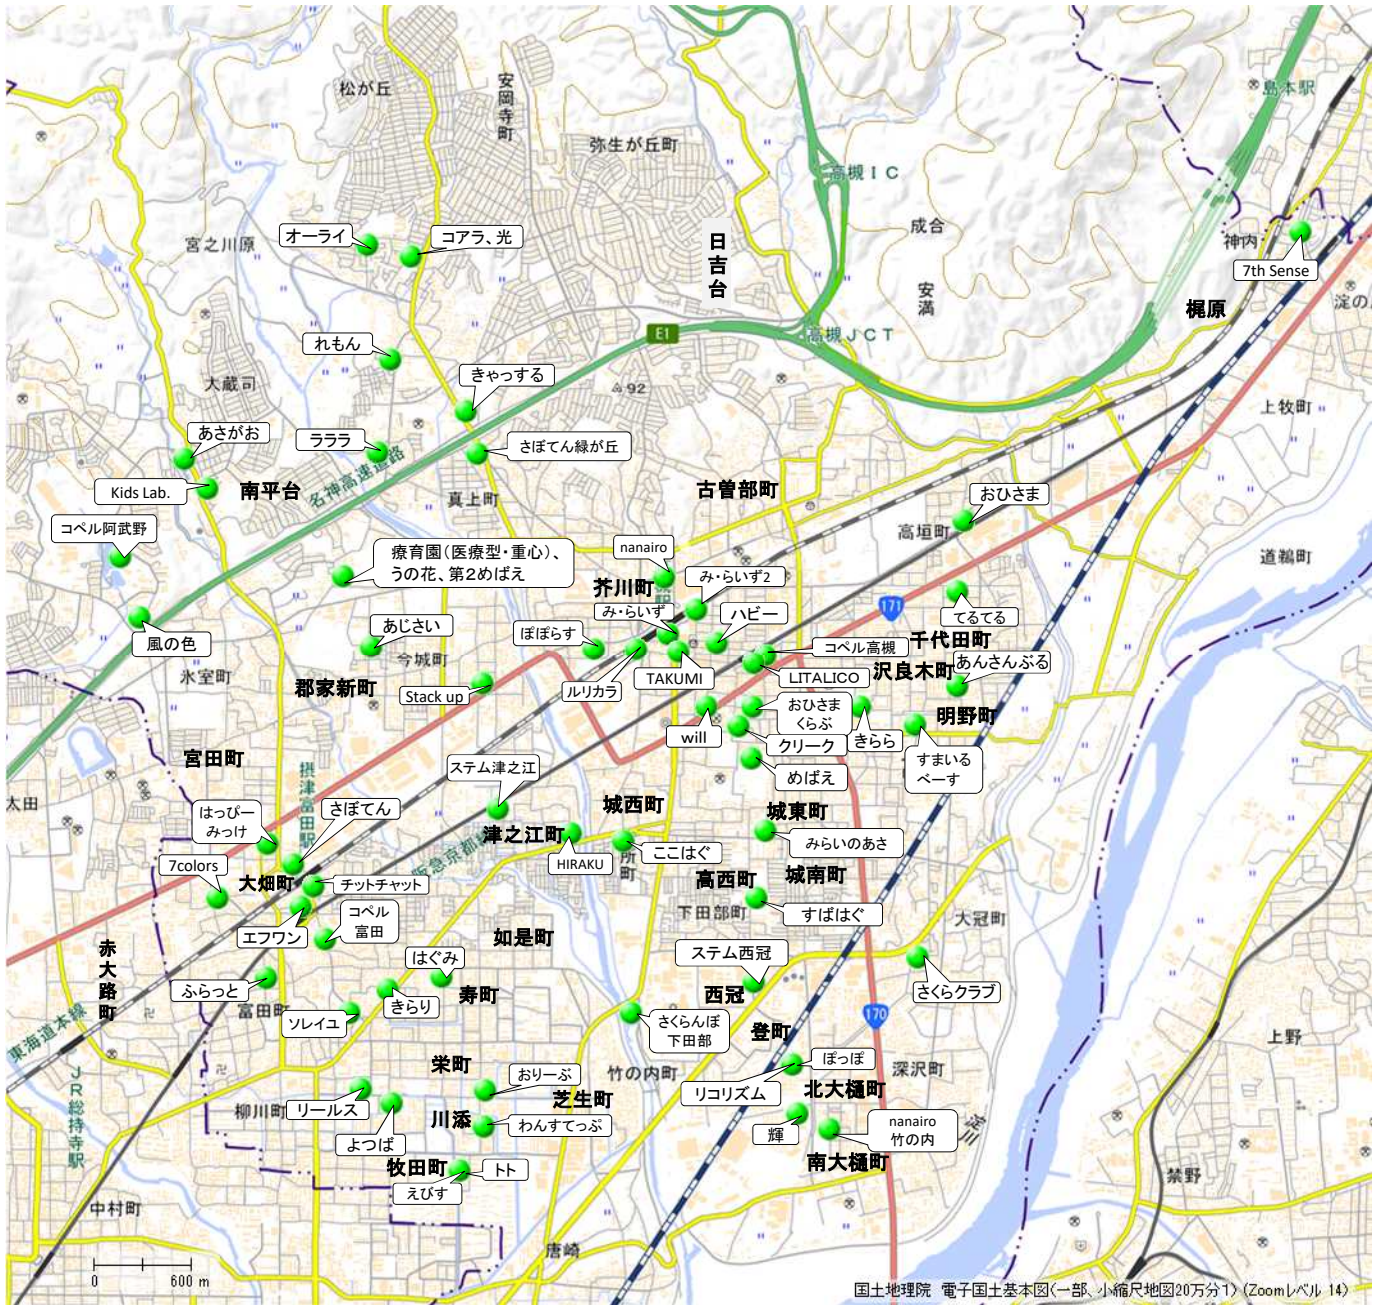 松が丘
安岡寺町
弥生が丘町
島本駅
高槻ＩＣ
オーライ
コアラ、光
宮之川原
日吉台
成合
神内
7th Sense
安満
淀の
梶原
E1
高槻ＪＣＴ
れもん
きゃっする
大蔵司
92
上牧町
あさがお
ラララ
さぼてん緑が丘
名神高速道路
Kids Lab.
南平台
真上町
古曽部町
おひさま
高垣町
コペル阿武野
療育園（医療型・重心）、
うの花、第２めばえ
nanairo
芥川町
み・らいず2
道鵜町
み・らいず
ハビー
171
てるてる
風の色
あじさい
ぽぽらす
千代田町
コペル高槻
今城町
氷室町
郡家新町
Stack up
ルリカラ
TAKUMI
LITALICO
沢良木町
あんさんぶる
will
おひさま
くらぶ
きらら
明野町
クリーク
宮田町
めばえ
すまいる
べーす
ステム津之江
摂津富田駅
太田
はっぴー
みっけ
さぼてん
城西町
城東町
津之江町
HIRAKU
ここはぐ
みらいのあさ
阪急京都
所町
7colors
大畑町
チットチャット
高西町
城南町
下田部町
すぱはぐ
大冠町
エフワン
コペル
富田
如是町
赤大路町
はぐみ
ステム西冠
さくらクラブ
ふらっと
きらり
寿町
西冠
富田町
ソレイユ
さくらんぼ
下田部
170
登町
上野
東海道本線
栄町
ぽっぽ
竹の内町
深沢町
おりーぶ
芝生町
リコリズム
北大樋町
ＪＲ総持寺駅
柳川町
リールス
よつば
川添
わんすてっぷ
輝
nanairo
竹の内
淀川
牧田町
トト
えびす
南大樋町
禁野
中村町
唐崎
0
600 m
国土地理院 電子国土基本図(一部、小縮尺地図20万分1) (Zoomレベル 14)